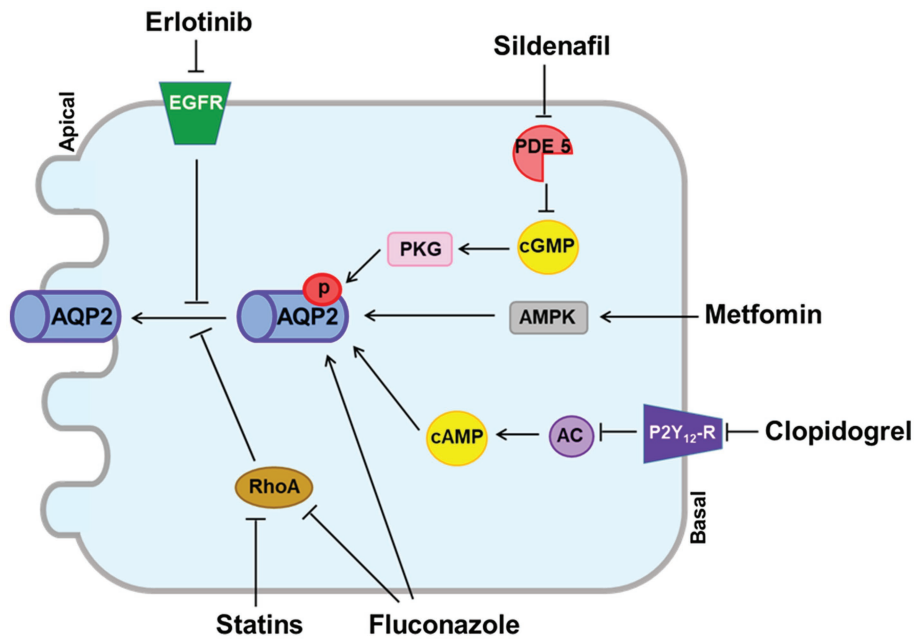 Erlotinib
Sildenafil
Apical
EGFR
PDE 5
PKG
cGMP
p
AQP2
AQP2
AMPK
Metfomin
cAMP
AC
P2Y₁₂-R
Clopidogrel
RhoA
Basal
Statins
Fluconazole